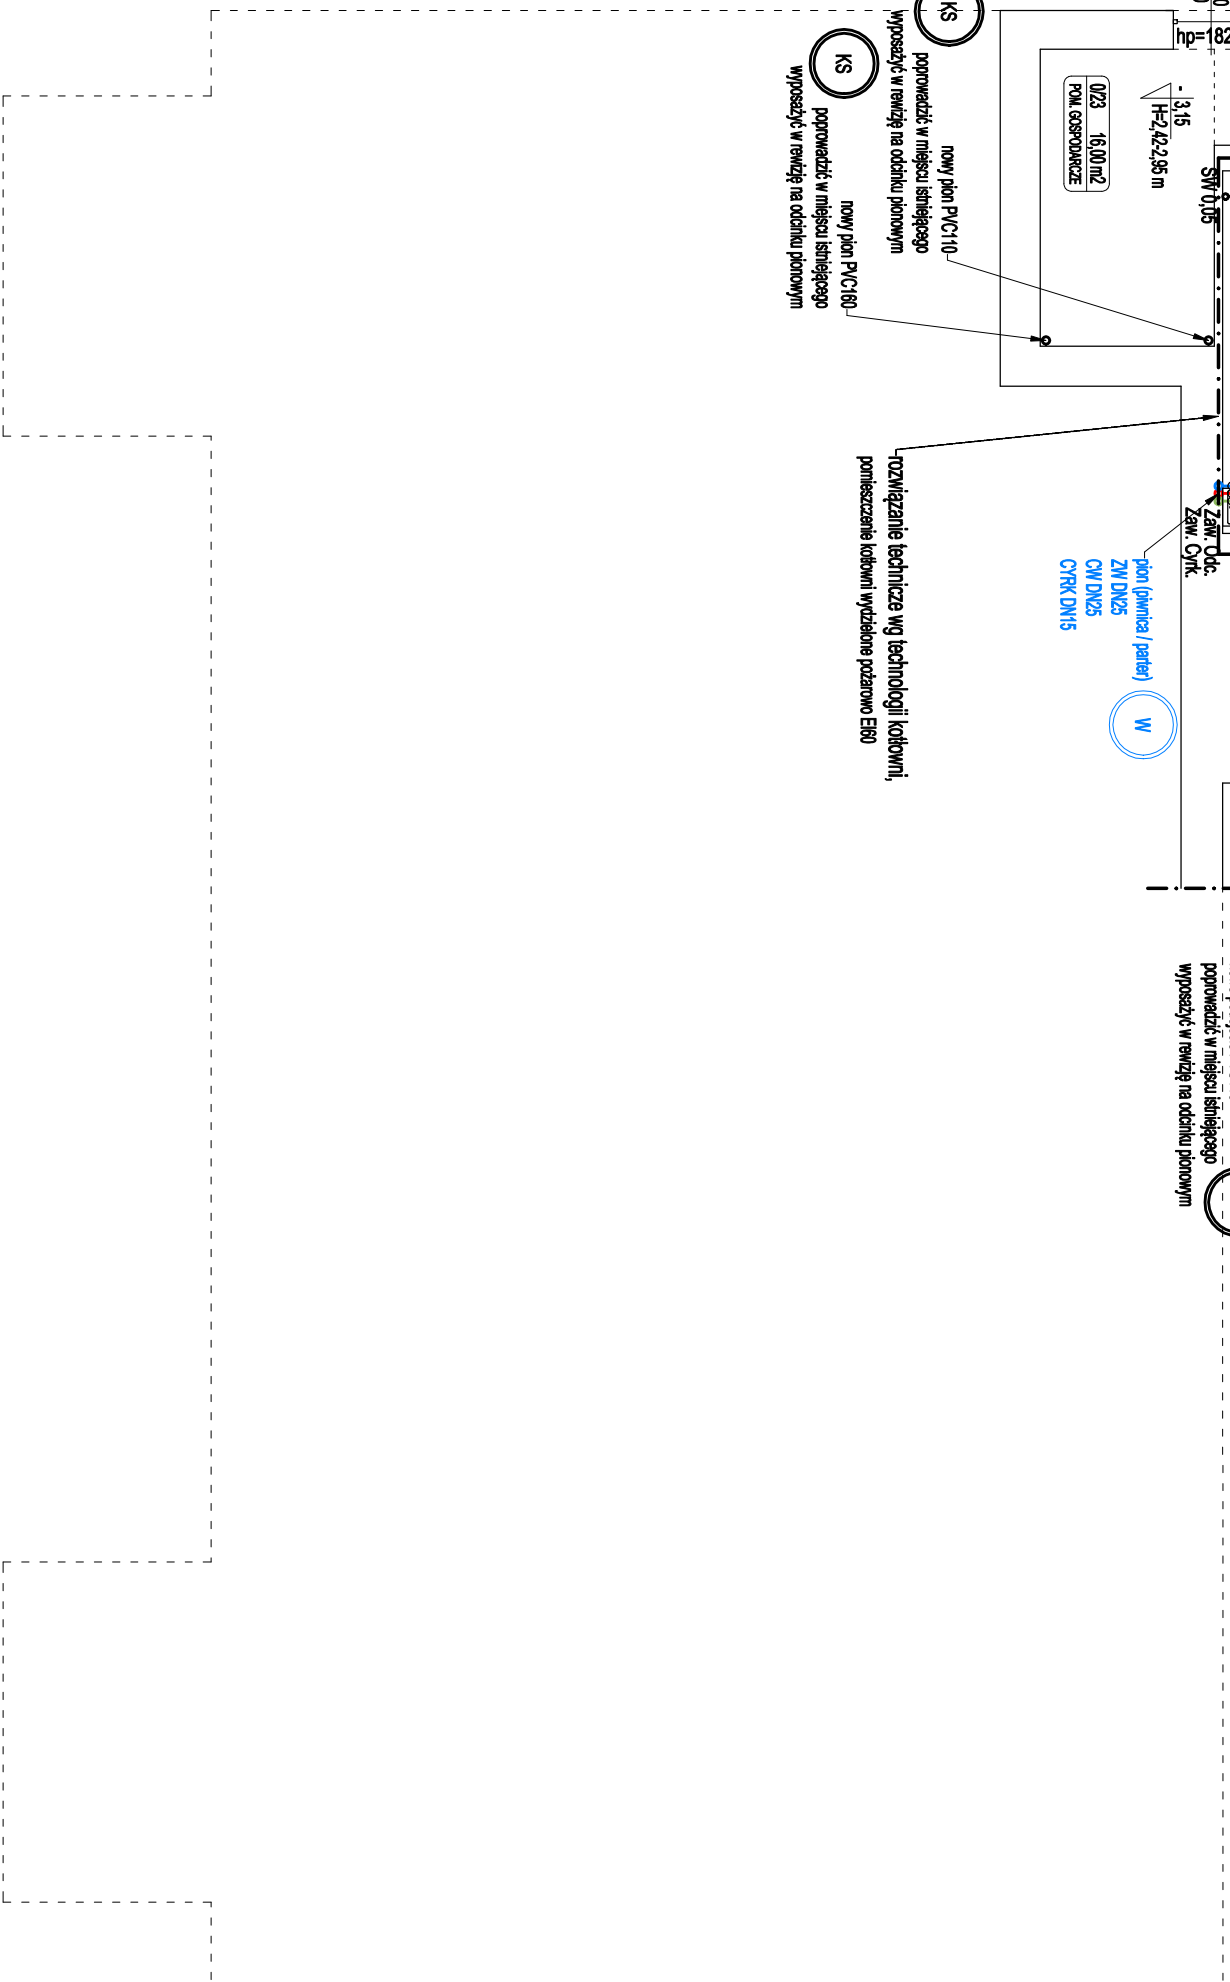 KS
nowy pion PVC110
poprowadzić w miejscu istniejącego
wyposażyć w rewizję na odcinku pionowym
KS
nowy pion PVC160
poprowadzić w miejscu istniejącego
wyposażyć w rewizję na odcinku pionowym
hp=182
- 3,15
H=2,42-2,95 m
0/23 16,00 m2
POM. GOSPODARCZE
SW 0,05
Zaw. Odc.
Zaw. Cyrk.
pion (piwnica / parter)
ZW DN25
CW DN25
CYRK DN15
W
rozwiązanie technicze wg technologii kotłowni,
pomieszczenie kotłowni wydzielone pożarowo EI60
poprowadzić w miejscu istniejącego
wyposażyć w rewizję na odcinku pionowym